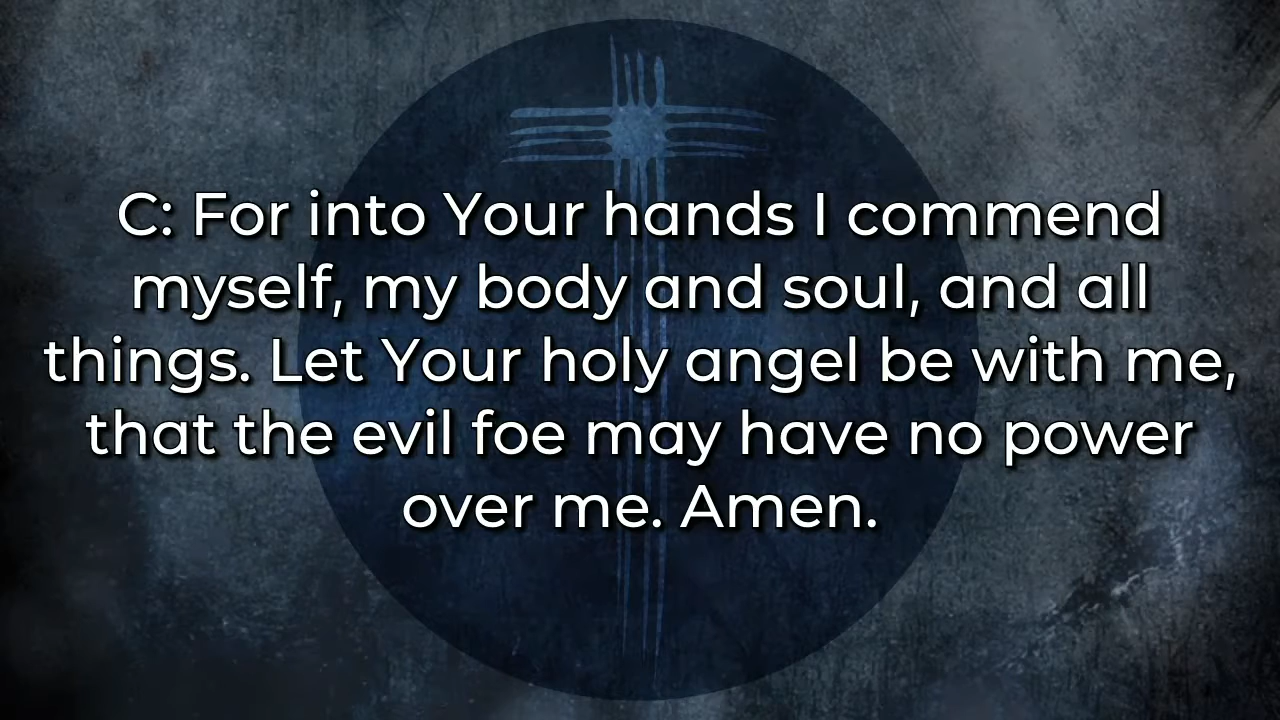 C: For into Your hands I commend
myself, my body and soul, and all
things. Let Your holy angel be with me,
that the evil foe may have no power
over me. Amen.